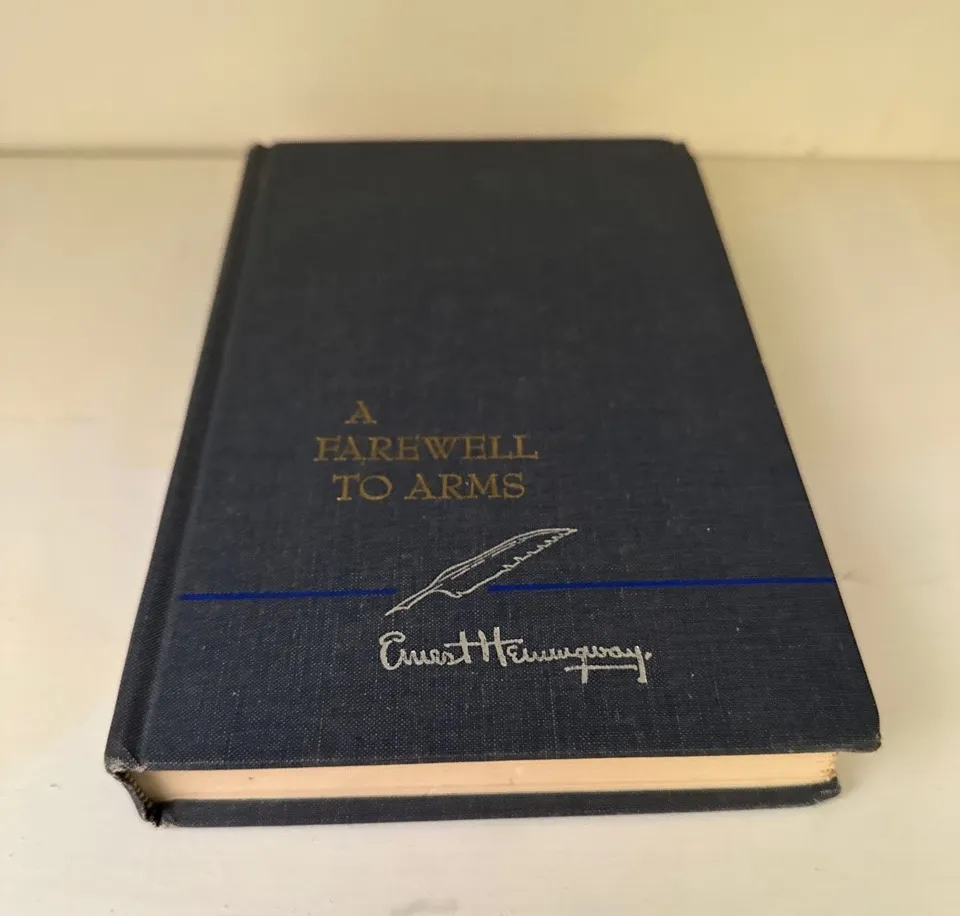 A
FAREWELL
TO ARMS
Ernest Hemingway.